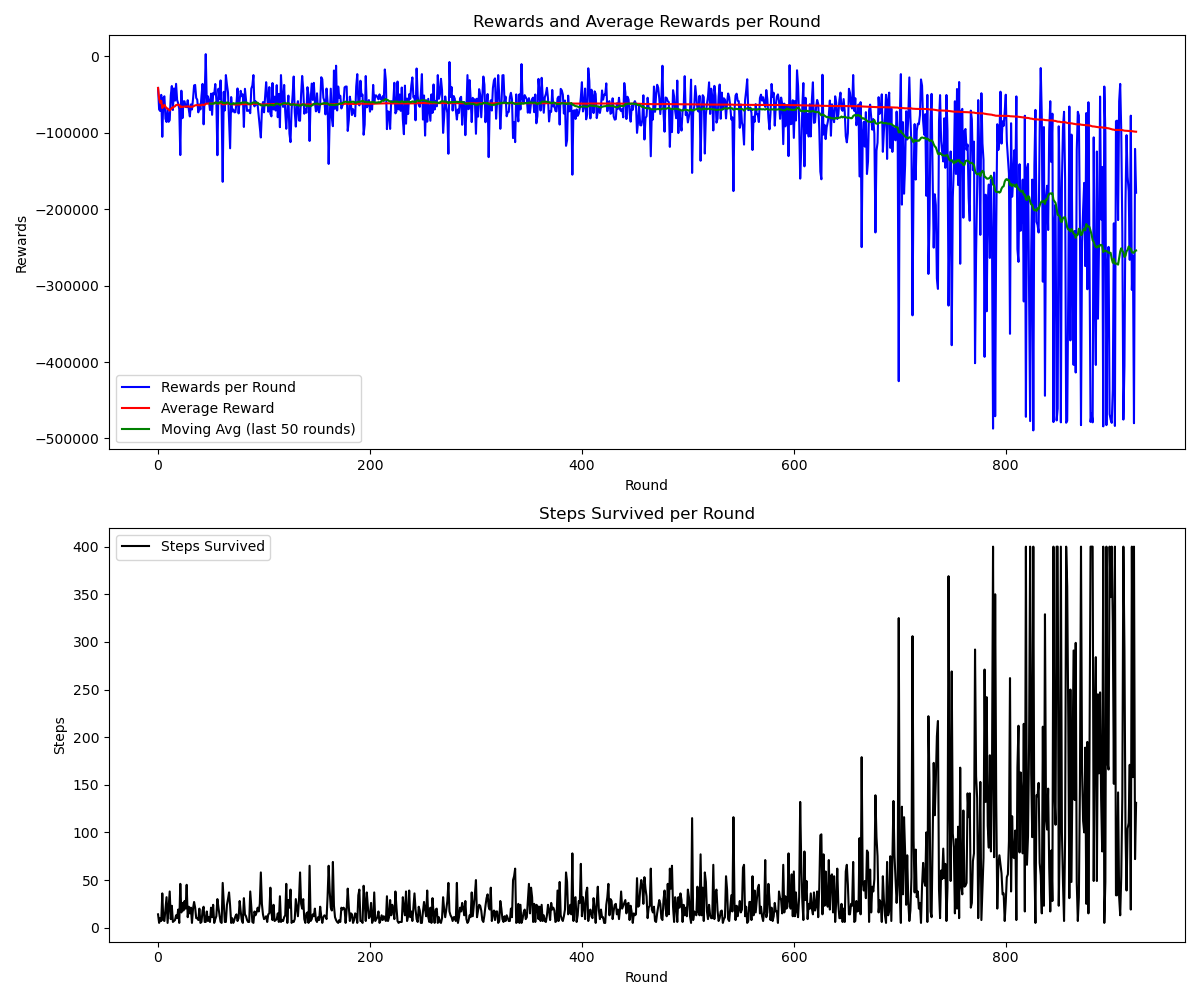 Rewards and Average Rewards per Round
0
−100000
−200000
−300000
−400000
−500000
Rewards
Rewards per Round
Average Reward
Moving Avg (last 50 rounds)
0 200 400 600 800
Round
Steps Survived per Round
400
350
300
250
200
150
100
50
0
Steps
Steps Survived
0 200 400 600 800
Round